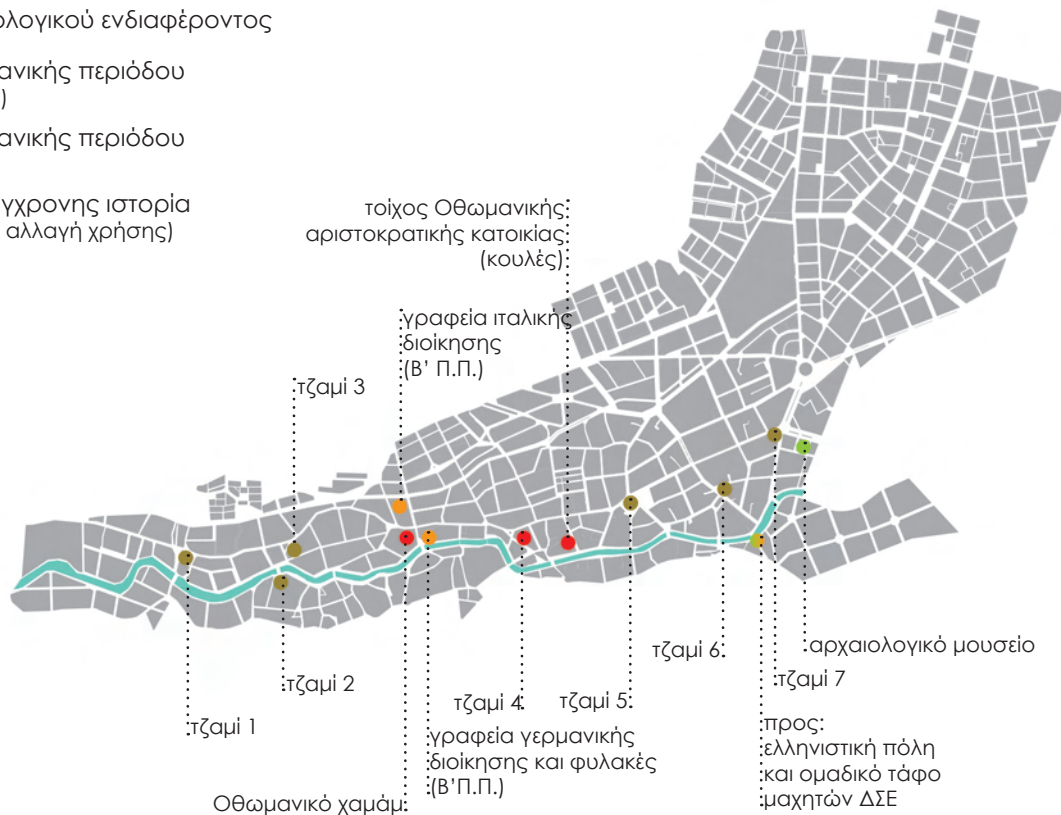 ολογικού ενδιαφέροντος
ανικής περιόδου
)
ανικής περιόδου
γχρονης ιστορία
αλλαγή χρήσης)
τοίχος Οθωμανικής
αριστοκρατικής κατοικίας
(κουλές)
γραφεία ιταλικής
διοίκησης
(Β' Π.Π.)
τζαμί 3
τζαμί 6
αρχαιολογικό μουσείο
τζαμί 7
τζαμί 2
τζαμί 4
τζαμί 5
τζαμί 1
γραφεία γερμανικής
διοίκησης και φυλακές
(Β'Π.Π.)
προς:
ελληνιστική πόλη
και ομαδικό τάφο
μαχητών ΔΣΕ
Οθωμανικό χαμάμ